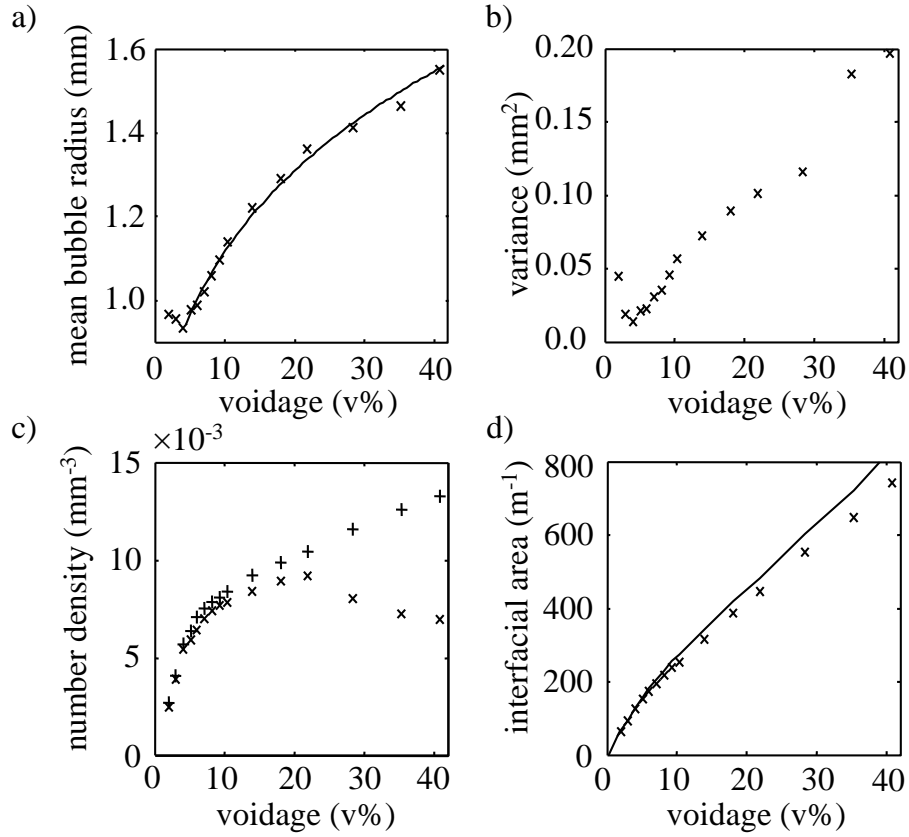 a)
mean bubble radius (mm)
1.6
1.4
1.2
1.0
0 10 20 30 40
voidage (v%)
b)
variance (mm²)
0.20
0.15
0.10
0.05
0.0
0 10 20 30 40
voidage (v%)
c)
×10⁻³
number density (mm⁻³)
15
10
5
0
0 10 20 30 40
voidage (v%)
d)
interfacial area (m⁻¹)
800
600
400
200
0
0 10 20 30 40
voidage (v%)